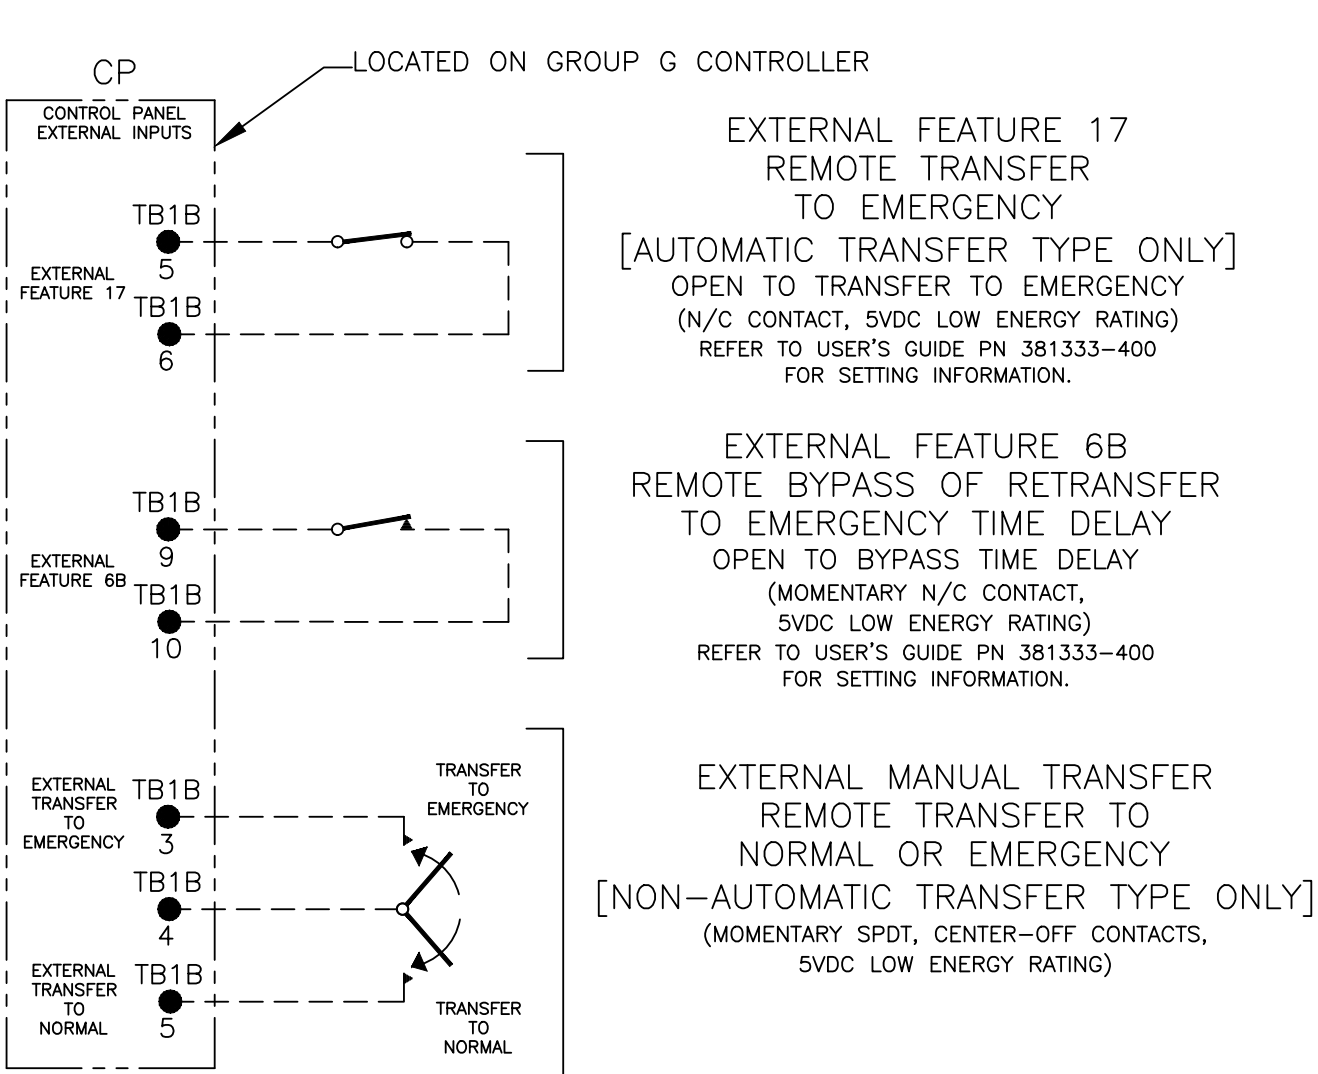 LOCATED ON GROUP G CONTROLLER
CP
CONTROL PANEL
EXTERNAL INPUTS
EXTERNAL FEATURE 17
REMOTE TRANSFER
TO EMERGENCY
[AUTOMATIC TRANSFER TYPE ONLY]
OPEN TO TRANSFER TO EMERGENCY
(N/C CONTACT, 5VDC LOW ENERGY RATING)
REFER TO USER'S GUIDE PN 381333-400
FOR SETTING INFORMATION.
TB1B
5
EXTERNAL
FEATURE 17
TB1B
6
EXTERNAL FEATURE 6B
REMOTE BYPASS OF RETRANSFER
TO EMERGENCY TIME DELAY
OPEN TO BYPASS TIME DELAY
(MOMENTARY N/C CONTACT,
5VDC LOW ENERGY RATING)
REFER TO USER'S GUIDE PN 381333-400
FOR SETTING INFORMATION.
TB1B
9
EXTERNAL
FEATURE 6B
TB1B
10
EXTERNAL
TRANSFER
TO
EMERGENCY
TB1B
3
TRANSFER
TO
EMERGENCY
EXTERNAL MANUAL TRANSFER
REMOTE TRANSFER TO
NORMAL OR EMERGENCY
[NON-AUTOMATIC TRANSFER TYPE ONLY]
(MOMENTARY SPDT, CENTER-OFF CONTACTS,
5VDC LOW ENERGY RATING)
TB1B
4
EXTERNAL
TRANSFER
TO
NORMAL
TB1B
5
TRANSFER
TO
NORMAL